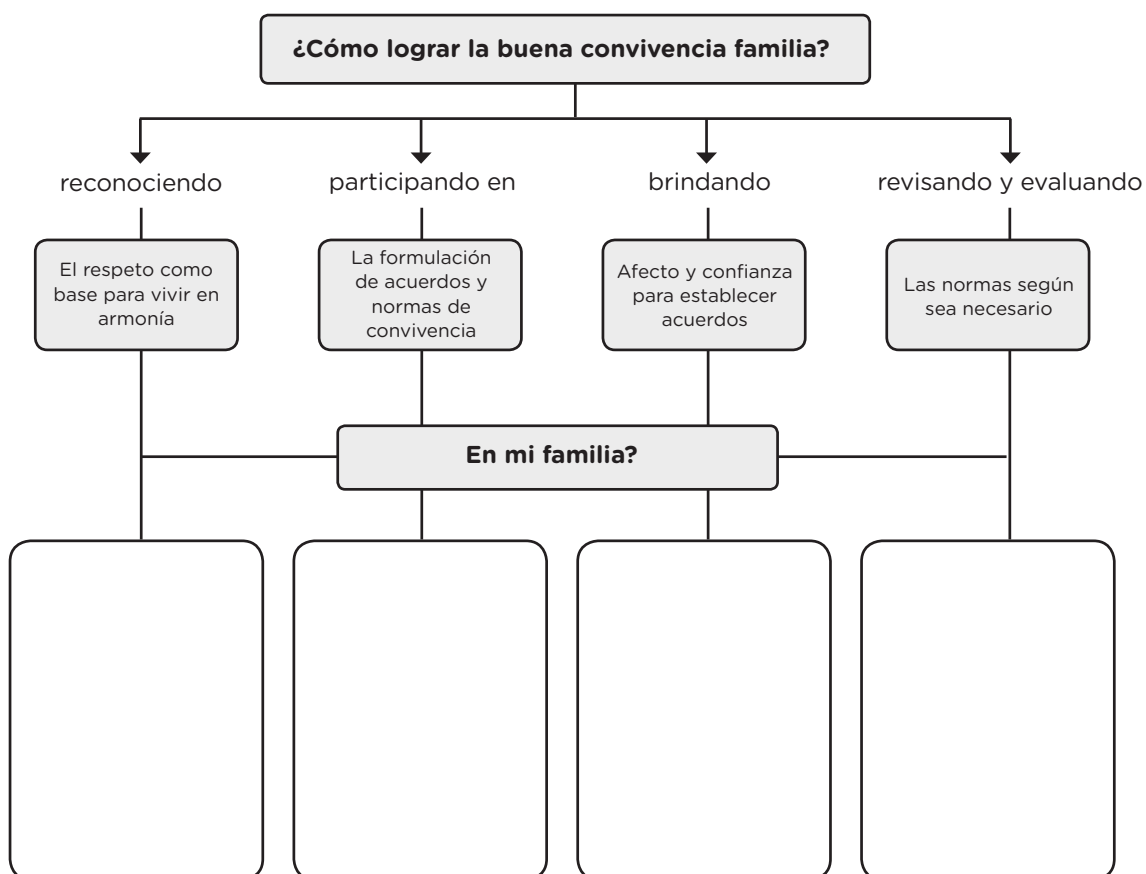 ¿Cómo lograr la buena convivencia familia?
reconociendo
participando en
brindando
revisando y evaluando
El respeto como
base para vivir en
armonía
La formulación
de acuerdos y
normas de
convivencia
Afecto y confianza
para establecer
acuerdos
Las normas según
sea necesario
En mi familia?